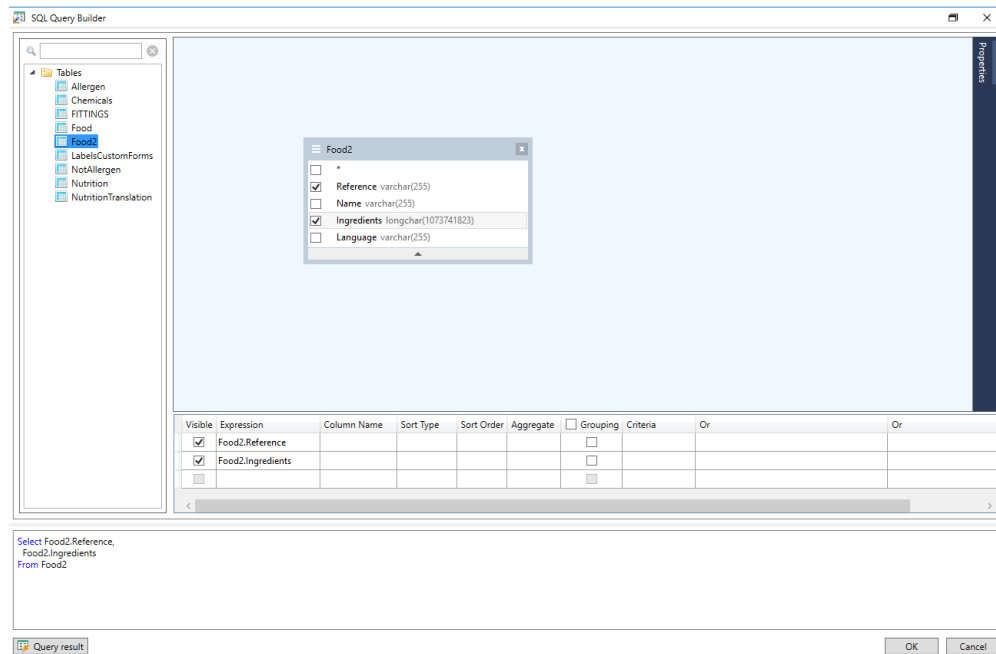 SQL Query Builder
Tables
Allergen
Chemicals
FITTINGS
Food
Food2
LabelsCustomForms
NotAllergen
Nutrition
NutritionTranslation
Properties
Food2
*
Reference varchar(255)
Name varchar(255)
Ingredients longchar(1073741823)
Language varchar(255)
Visible Expression Column Name Sort Type Sort Order Aggregate Grouping Criteria Or Or
Food2.Reference
Food2.Ingredients
Select Food2.Reference,
Food2.Ingredients
From Food2
Query result OK Cancel